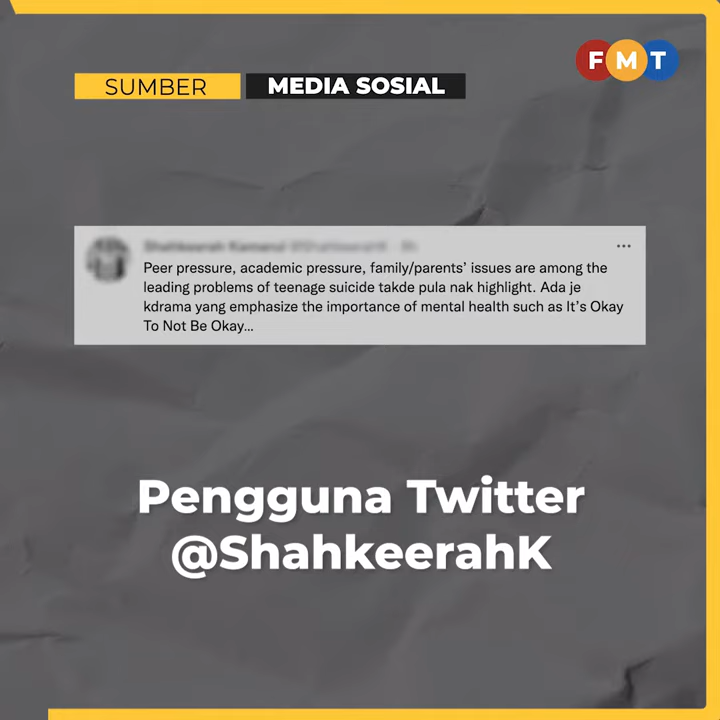 FMT
SUMBER MEDIA SOSIAL
Peer pressure, academic pressure, family/parents’ issues are among the
leading problems of teenage suicide takde pula nak highlight. Ada je
kdrama yang emphasize the importance of mental health such as It’s Okay
To Not Be Okay...
Pengguna Twitter
@ShahkeerahK